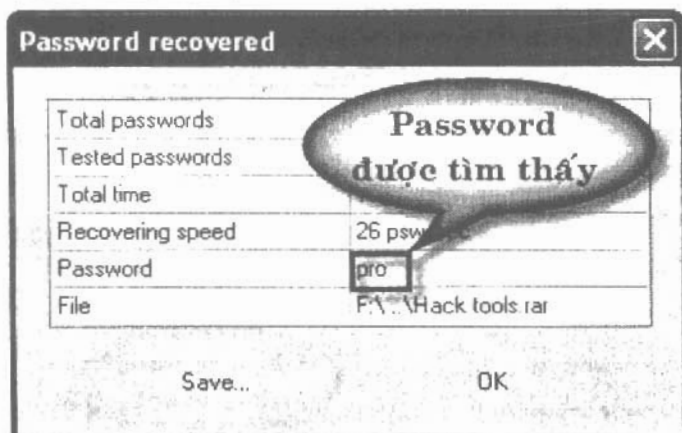 Password recovered
Total passwords
Password
Tested passwords
được tìm thấy
Total time
Recovering speed 26
Password pro
File F:\...\Hack tools.rar
Save... OK